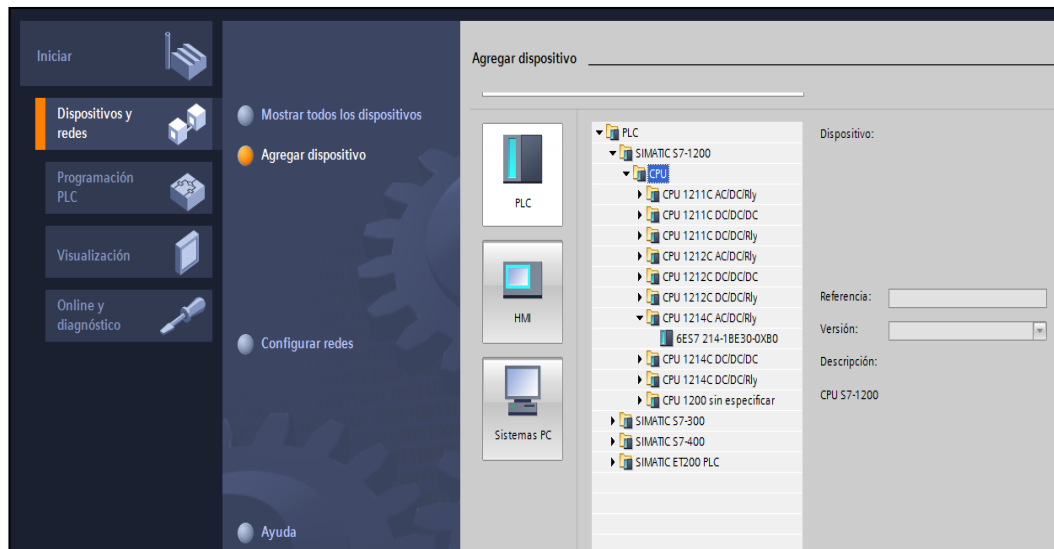 Iniciar
Dispositivos y
redes
Programación
PLC
Visualización
Online y
diagnóstico
Mostrar todos los dispositivos
Agregar dispositivo
Configurar redes
Ayuda
Agregar dispositivo
PLC
HMI
Sistemas PC
PLC
SIMATIC S7-1200
CPU
CPU 1211C AC/DC/Rly
CPU 1211C DC/DC/DC
CPU 1211C DC/DC/Rly
CPU 1212C AC/DC/Rly
CPU 1212C DC/DC/DC
CPU 1212C DC/DC/Rly
CPU 1214C AC/DC/Rly
6ES7 214-1BE30-0XB0
CPU 1214C DC/DC/DC
CPU 1214C DC/DC/Rly
CPU 1200 sin especificar
SIMATIC S7-300
SIMATIC S7-400
SIMATIC ET200 PLC
Dispositivo:
Referencia:
Versión:
Descripción:
CPU S7-1200